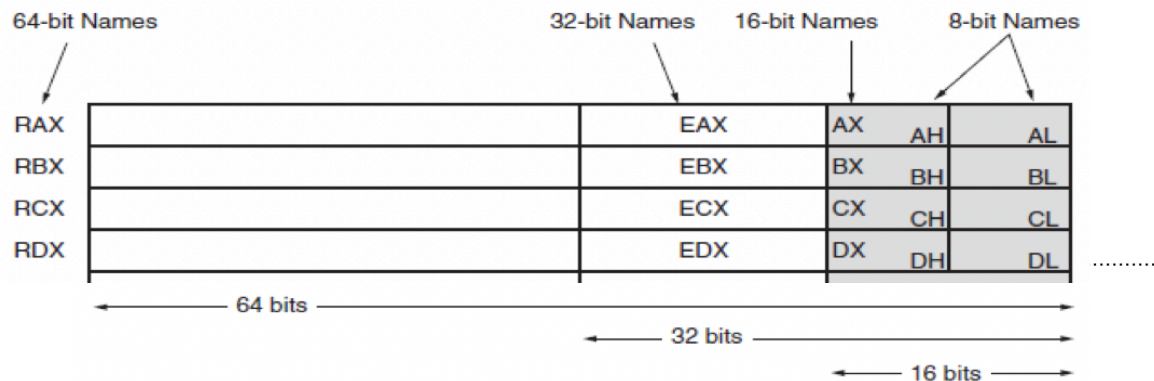 64-bit Names 32-bit Names 16-bit Names 8-bit Names
RAX EAX AX AH AL
RBX EBX BX BH BL
RCX ECX CX CH CL
RDX EDX DX DH DL ..........
64 bits
32 bits
16 bits